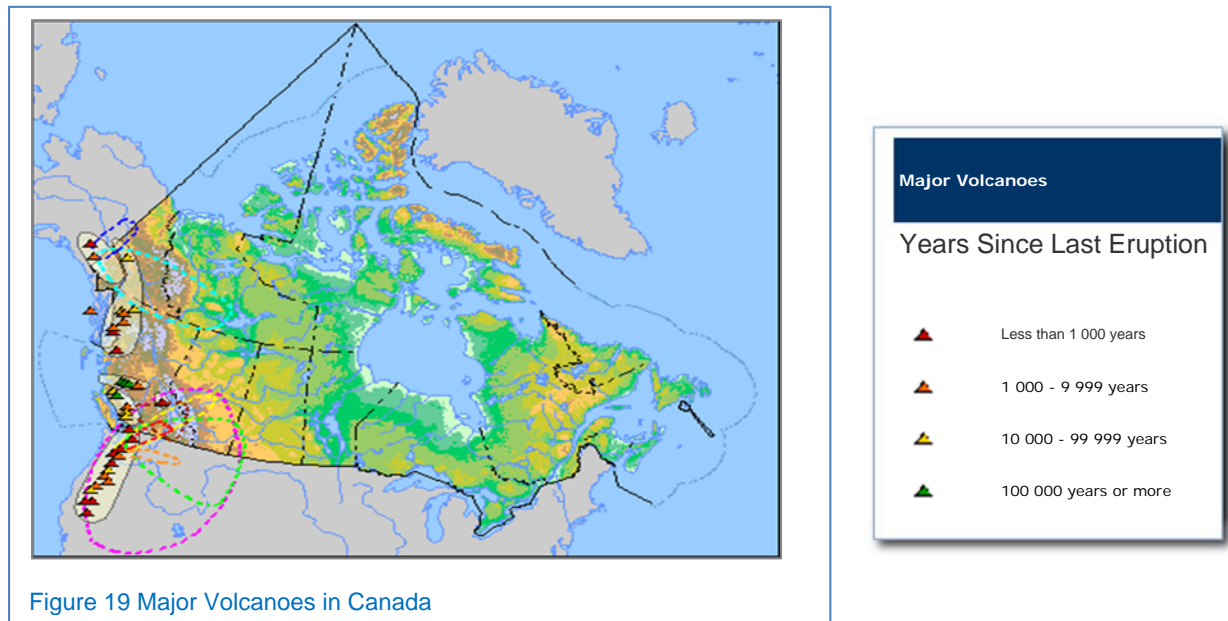 Figure 19 Major Volcanoes in Canada
Major Volcanoes
Years Since Last Eruption
Less than 1 000 years
1 000 - 9 999 years
10 000 - 99 999 years
100 000 years or more